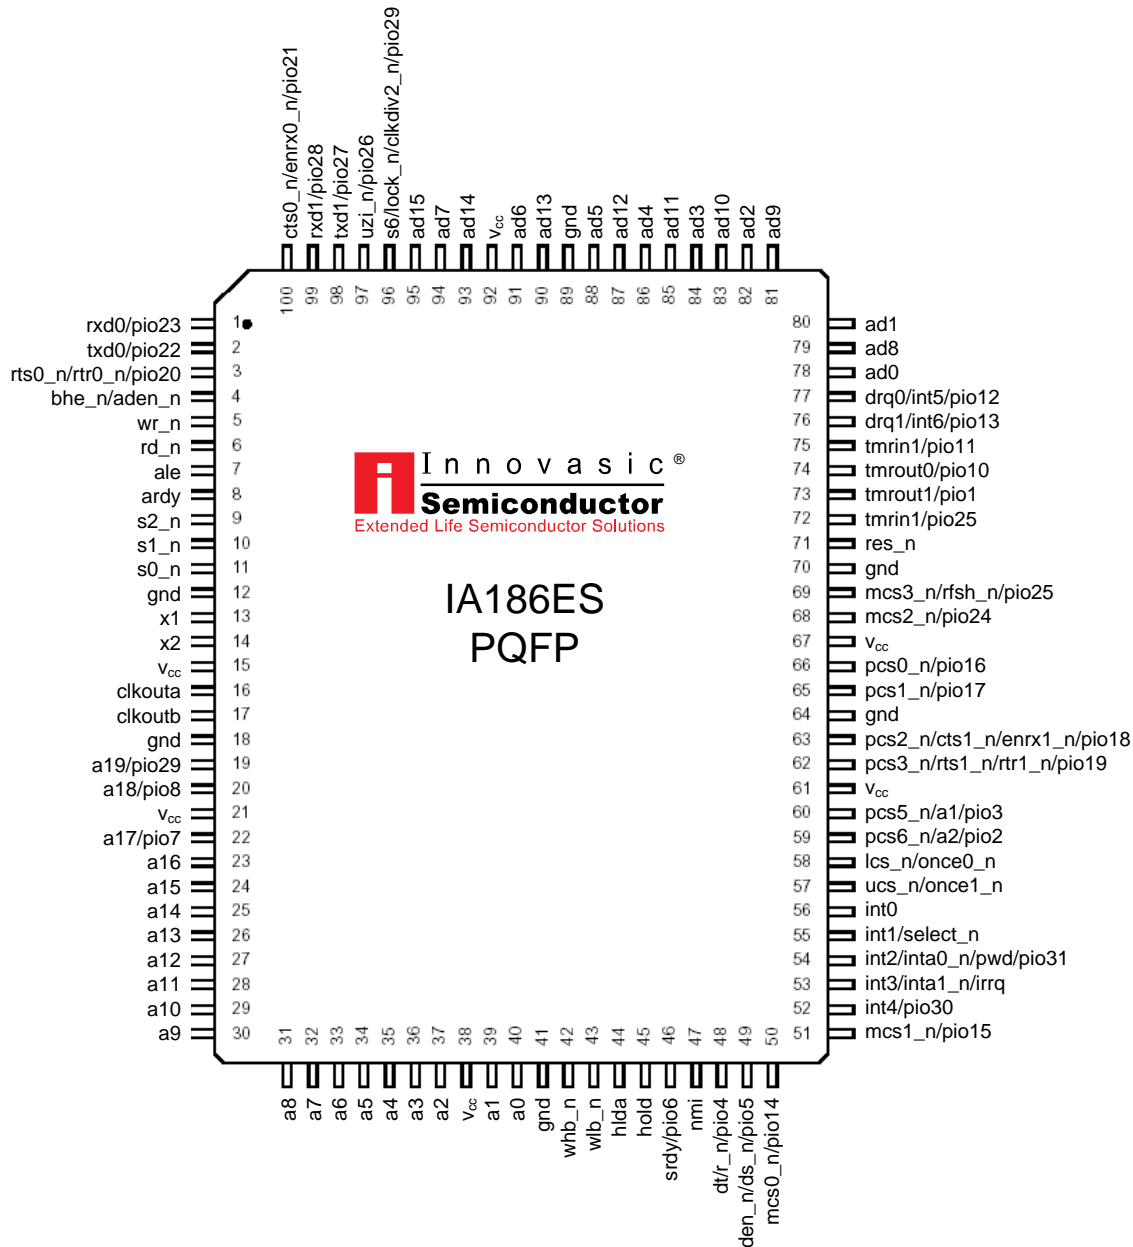 cts0_n/enrx0_n/pio21
rxd1/pio28
txd1/pio27
uzi_n/pio26
s6/lock_n/clkdiv2_n/pio29
ad15
ad7
ad14
vcc
ad6
ad13
gnd
ad5
ad12
ad4
ad11
ad3
ad10
ad2
ad9
100 99 98 97 96 95 94 93 92 91 90 89 88 87 86 85 84 83 82 81
rxd0/pio23 1
txd0/pio22 2
rts0_n/rtr0_n/pio20 3
bhe_n/aden_n 4
wr_n 5
rd_n 6
ale 7
ardy 8
s2_n 9
s1_n 10
s0_n 11
gnd 12
x1 13
x2 14
vcc 15
clkouta 16
clkoutb 17
gnd 18
a19/pio29 19
a18/pio8 20
vcc 21
a17/pio7 22
a16 23
a15 24
a14 25
a13 26
a12 27
a11 28
a10 29
a9 30
Innovasic®
Semiconductor
Extended Life Semiconductor Solutions
IA186ES
PQFP
80 ad1
79 ad8
78 ad0
77 drq0/int5/pio12
76 drq1/int6/pio13
75 tmrin1/pio11
74 tmrout0/pio10
73 tmrout1/pio1
72 tmrin1/pio25
71 res_n
70 gnd
69 mcs3_n/rfsh_n/pio25
68 mcs2_n/pio24
67 vcc
66 pcs0_n/pio16
65 pcs1_n/pio17
64 gnd
63 pcs2_n/cts1_n/enrx1_n/pio18
62 pcs3_n/rts1_n/rtr1_n/pio19
61 vcc
60 pcs5_n/a1/pio3
59 pcs6_n/a2/pio2
58 lcs_n/once0_n
57 ucs_n/once1_n
56 int0
55 int1/select_n
54 int2/inta0_n/pwd/pio31
53 int3/inta1_n/irrq
52 int4/pio30
51 mcs1_n/pio15
31 32 33 34 35 36 37 38 39 40 41 42 43 44 45 46 47 48 49 50
a8
a7
a6
a5
a4
a3
a2
vcc
a1
a0
gnd
whb_n
wlb_n
hlda
hold
srdy/pio6
nmi
dt/r_n/pio4
den_n/ds_n/pio5
mcs0_n/pio14